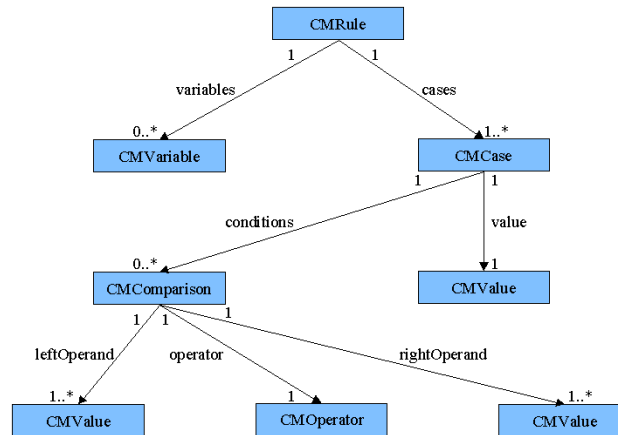 CMRule
1 1
variables cases
0..* 1..*
CMVariable CMCase
1 1
conditions value
0..* 1
CMComparison CMValue
1 1 1
leftOperand operator rightOperand
1..* 1 1..*
CMValue CMOperator CMValue